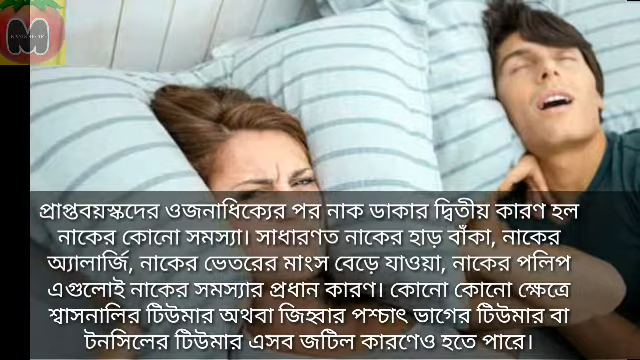 প্রাপ্তবয়স্কদের ওজনাধিক্যের পর নাক ডাকার দ্বিতীয় কারণ হল
নাকের কোনো সমস্যা। সাধারণত নাকের হাড় বাঁকা, নাকের
অ্যালার্জি, নাকের ভেতরের মাংস বেড়ে যাওয়া, নাকের পলিপ
এগুলোই নাকের সমস্যার প্রধান কারণ। কোনো কোনো ক্ষেত্রে
শ্বাসনালির টিউমার অথবা জিহ্বার পশ্চাৎ ভাগের টিউমার বা
টনসিলের টিউমার এসব জটিল কারণেও হতে পারে।